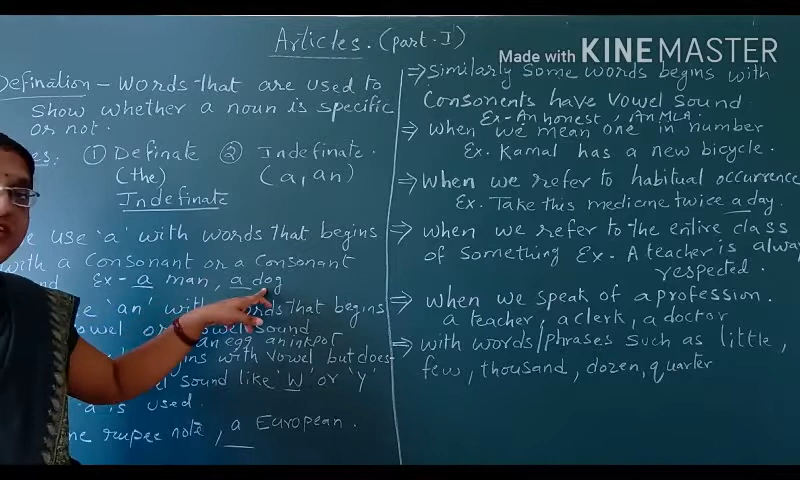 Articles. (part-I)
Made with KINEMASTER
Defination - Words that are used to
show whether a noun is specific
or not.
① Definate ② Indefinate.
(the) (a, an)
Indefinate
use 'a' with words that begins
with a consonant or a consonant
Ex- a man, a dog
'an' with words that begins
vowel or vowel sound
an egg an inkpot
with vowel but does
sound like 'W' or 'Y'
a is used.
rupee note, a European.
⇒ Similarly some words begins with
Consonents have vowel sound
Ex- An honest, An MLA.
⇒ when we mean one in number
Ex. Kamal has a new bicycle.
⇒ when we refer to habitual occurrence
Ex. Take this medicine twice a day.
⇒ when we refer to the entire class
of something Ex- A teacher is alway
respected.
⇒ when we speak of a profession.
a teacher, a clerk, a doctor
⇒ with words/phrases such as little,
few, thousand, dozen, quarter